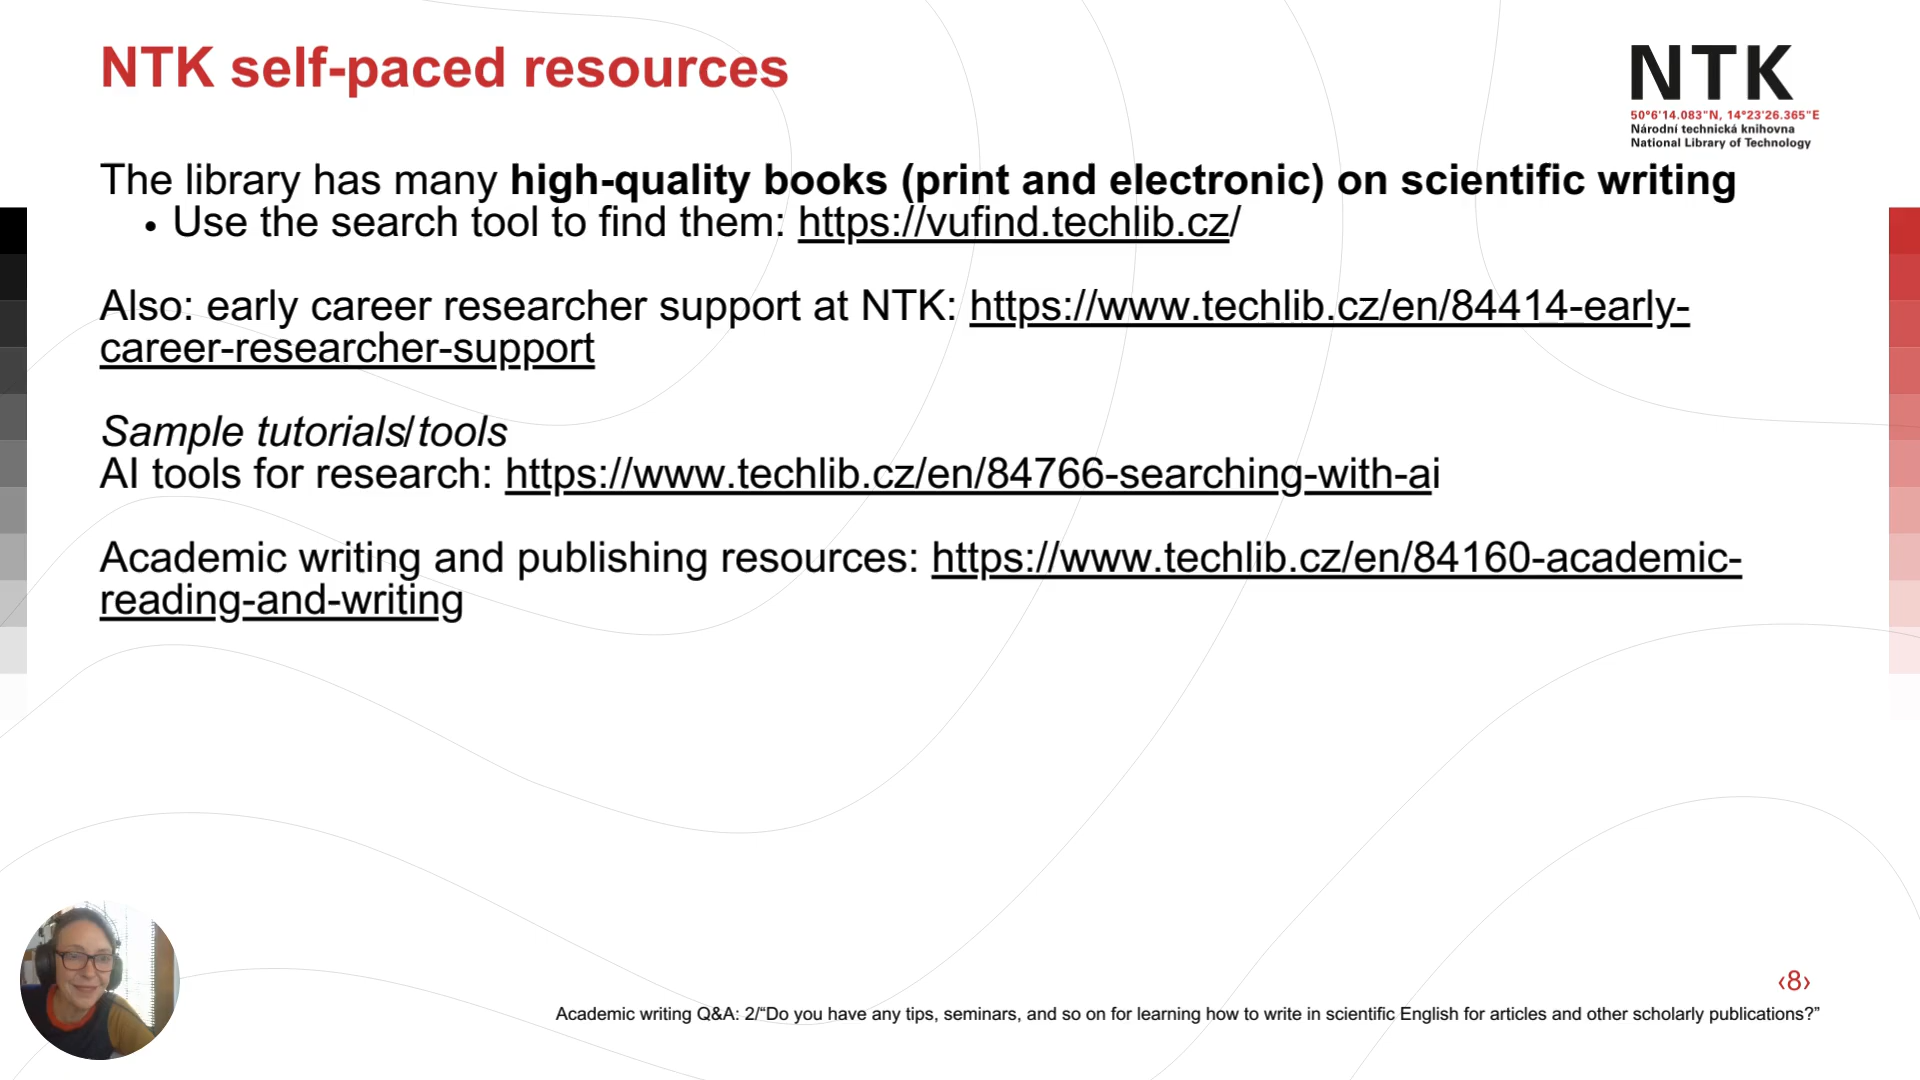 NTK self-paced resources
NTK
50°6'14.083"N, 14°23'26.365"E
Národní technická knihovna
National Library of Technology
The library has many high-quality books (print and electronic) on scientific writing
• Use the search tool to find them: https://vufind.techlib.cz/
Also: early career researcher support at NTK: https://www.techlib.cz/en/84414-early-
career-researcher-support
Sample tutorials/tools
AI tools for research: https://www.techlib.cz/en/84766-searching-with-ai
Academic writing and publishing resources: https://www.techlib.cz/en/84160-academic-
reading-and-writing
‹8›
Academic writing Q&A: 2/“Do you have any tips, seminars, and so on for learning how to write in scientific English for articles and other scholarly publications?”